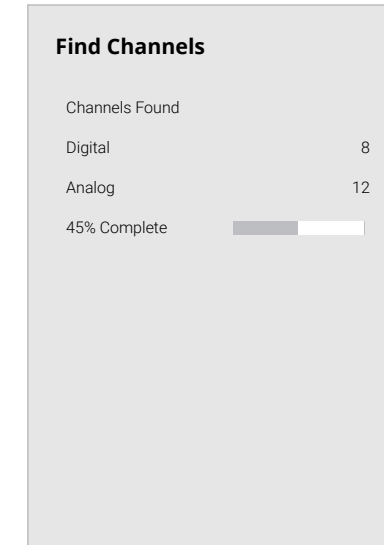 Find Channels
Channels Found
Digital 8
Analog 12
45% Complete